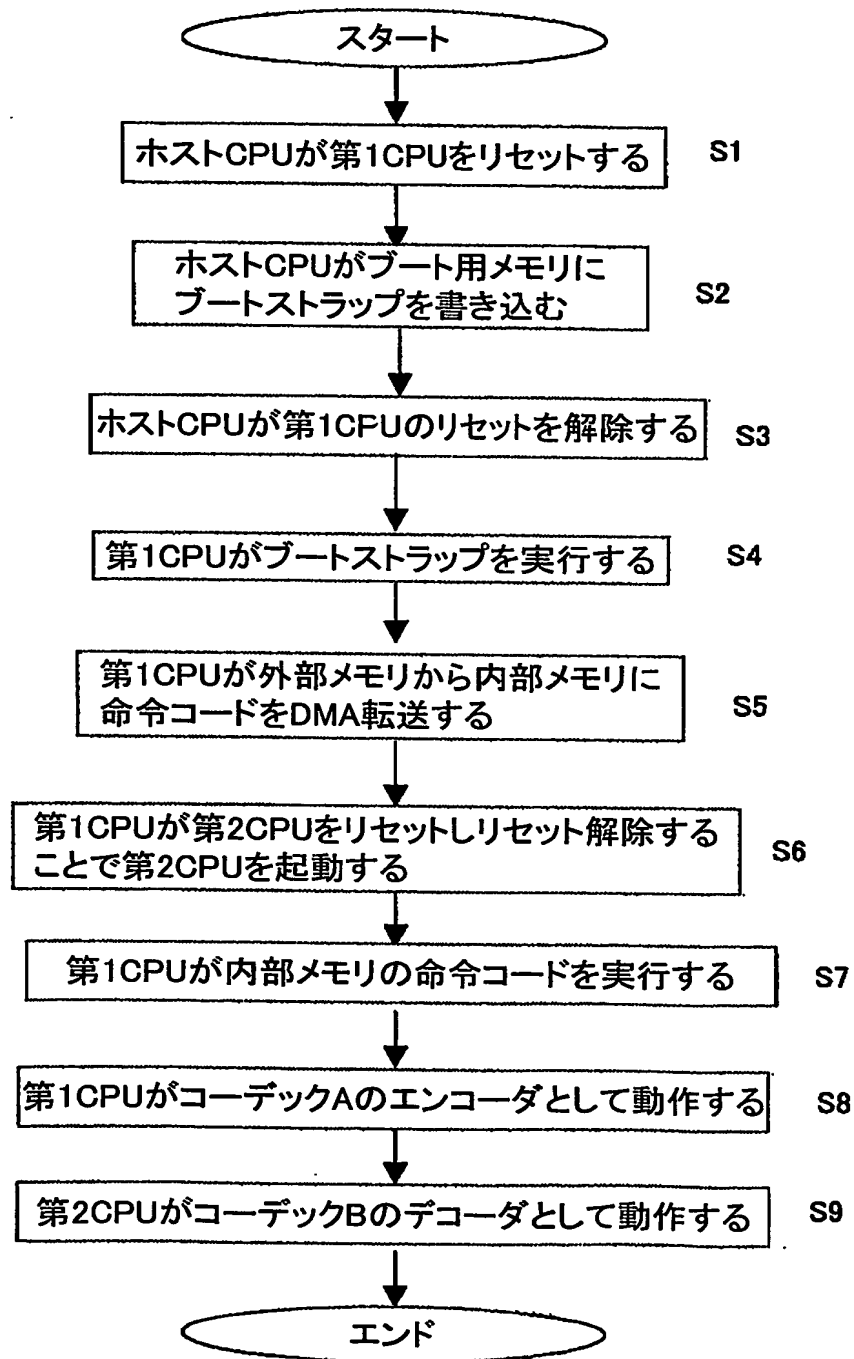 スタート
ホストCPUが第1CPUをリセットする S1
ホストCPUがブート用メモリに
ブートストラップを書き込む S2
ホストCPUが第1CPUのリセットを解除する S3
第1CPUがブートストラップを実行する S4
第1CPUが外部メモリから内部メモリに
命令コードをDMA転送する S5
第1CPUが第2CPUをリセットしリセット解除する
ことで第2CPUを起動する S6
第1CPUが内部メモリの命令コードを実行する S7
第1CPUがコーデックAのエンコーダとして動作する S8
第2CPUがコーデックBのデコーダとして動作する S9
エンド